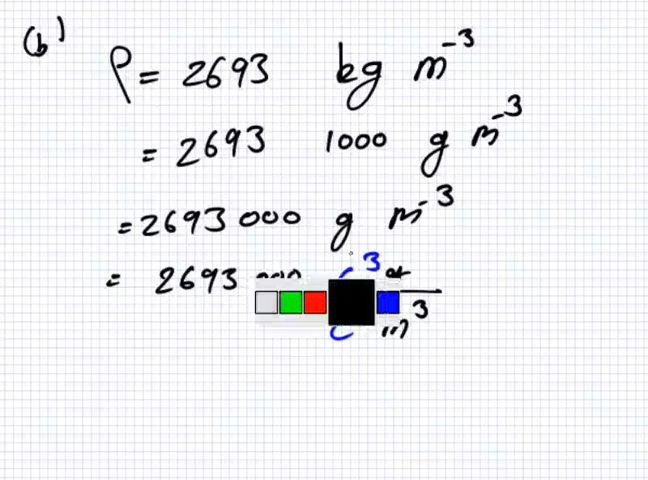 (b)
ρ = 2693 kg m⁻³
= 2693 1000 g m⁻³
= 2693 000 g m⁻³
= 2693